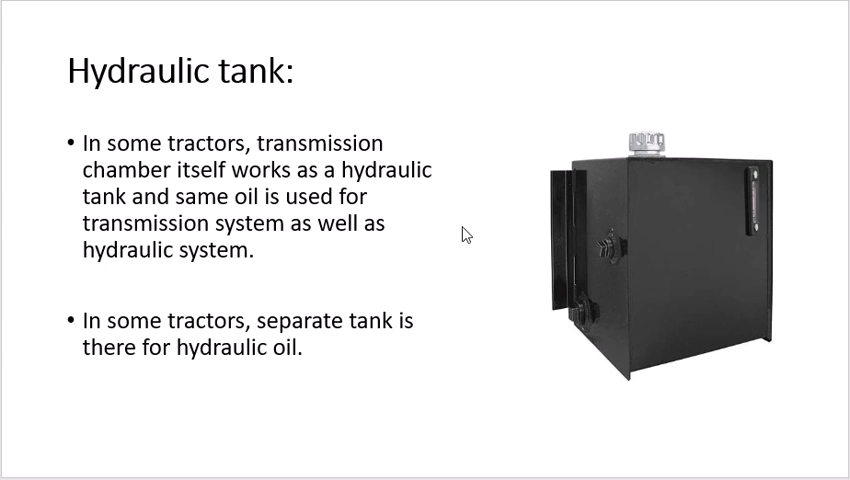 Hydraulic tank:
• In some tractors, transmission
chamber itself works as a hydraulic
tank and same oil is used for
transmission system as well as
hydraulic system.
• In some tractors, separate tank is
there for hydraulic oil.